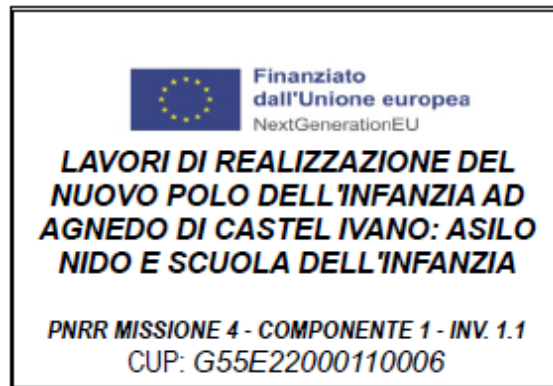 Finanziato
dall'Unione europea
NextGenerationEU
LAVORI DI REALIZZAZIONE DEL
NUOVO POLO DELL'INFANZIA AD
AGNEDO DI CASTEL IVANO: ASILO
NIDO E SCUOLA DELL'INFANZIA
PNRR MISSIONE 4 - COMPONENTE 1 - INV. 1.1
CUP: G55E22000110006